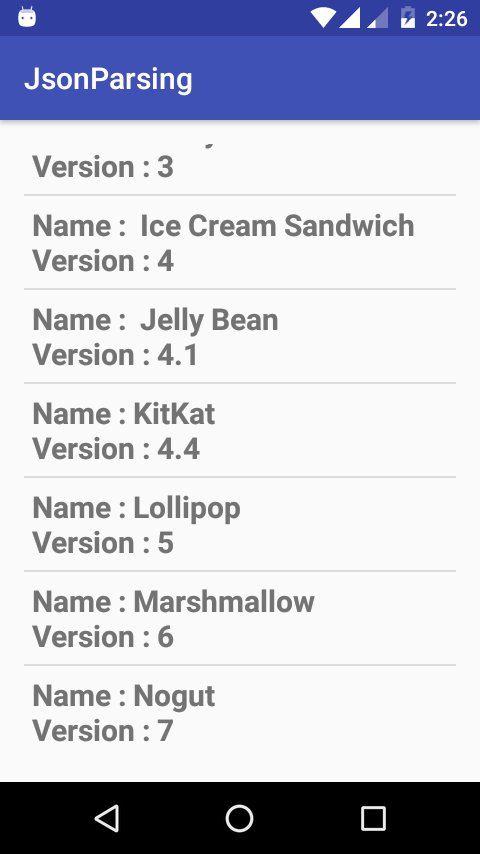 2:26
JsonParsing
Version : 3
Name :  Ice Cream Sandwich
Version : 4
Name :  Jelly Bean
Version : 4.1
Name : KitKat
Version : 4.4
Name : Lollipop
Version : 5
Name : Marshmallow
Version : 6
Name : Nogut
Version : 7